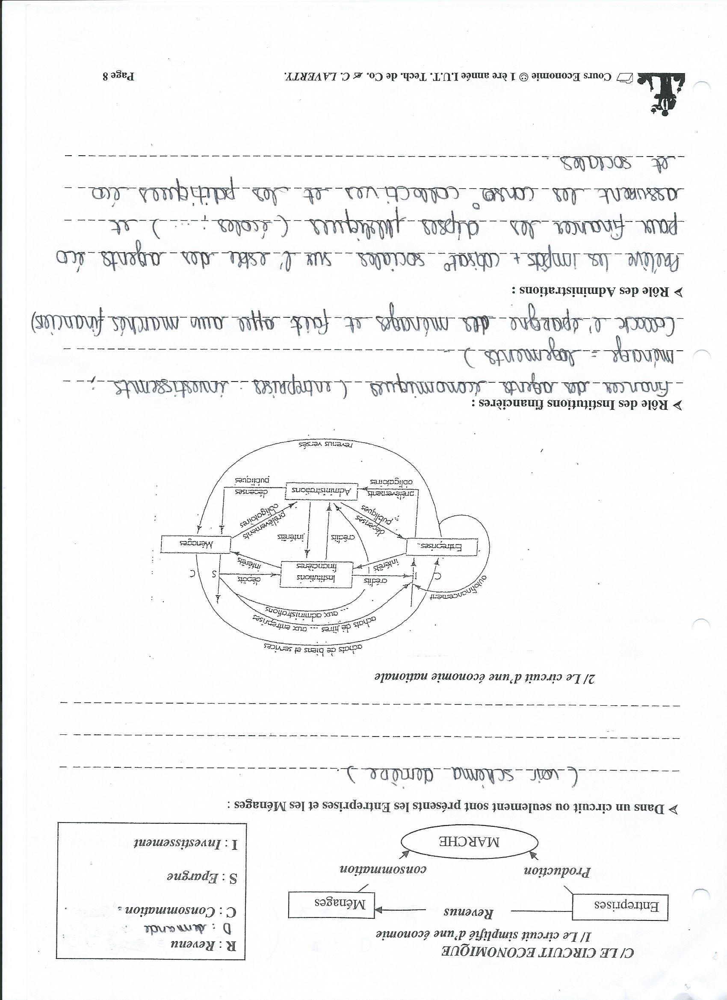 C/ LE CIRCUIT ECONOMIQUE
1/ Le circuit simplifié d'une économie
Entreprises
Revenus
Ménages
Production
consommation
MARCHE
R : Revenu
D : demande
C : Consommation
S : Epargne
I : Investissement
➢ Dans un circuit ou seulement sont présents les Entreprises et les Ménages :
(voir schéma derrière)
2/ Le circuit d'une économie nationale
achats de biens et services
achats de titres ... aux entreprises
... aux administrations
autofinancement
C
I
crédits
Institutions
financières
dépôts
S
C
intérêts
intérêts
Entreprises
Ménages
dépenses
publiques
crédits
intérêts
prélèvements
obligatoires
prélèvements
obligatoires
Administrations
dépenses
publiques
revenus versés
➢ Rôle des Institutions financières :
financer des agents économiques (entreprises : investissemts ;
ménage = logements)
(collecte l'épargne des ménages et fait appel aux marchés financiers)
➢ Rôle des Administrations :
Prélève les impôts + cotisat° sociales sur l' des agents éco
pour financer les dépses publiques (écoles ; ....) et
assurent les conso° collectives et les politiques éco
et sociales
Cours Economie ☺ 1 ère année I.U.T. Tech. de Co. C. LAVERTY.
Page 8